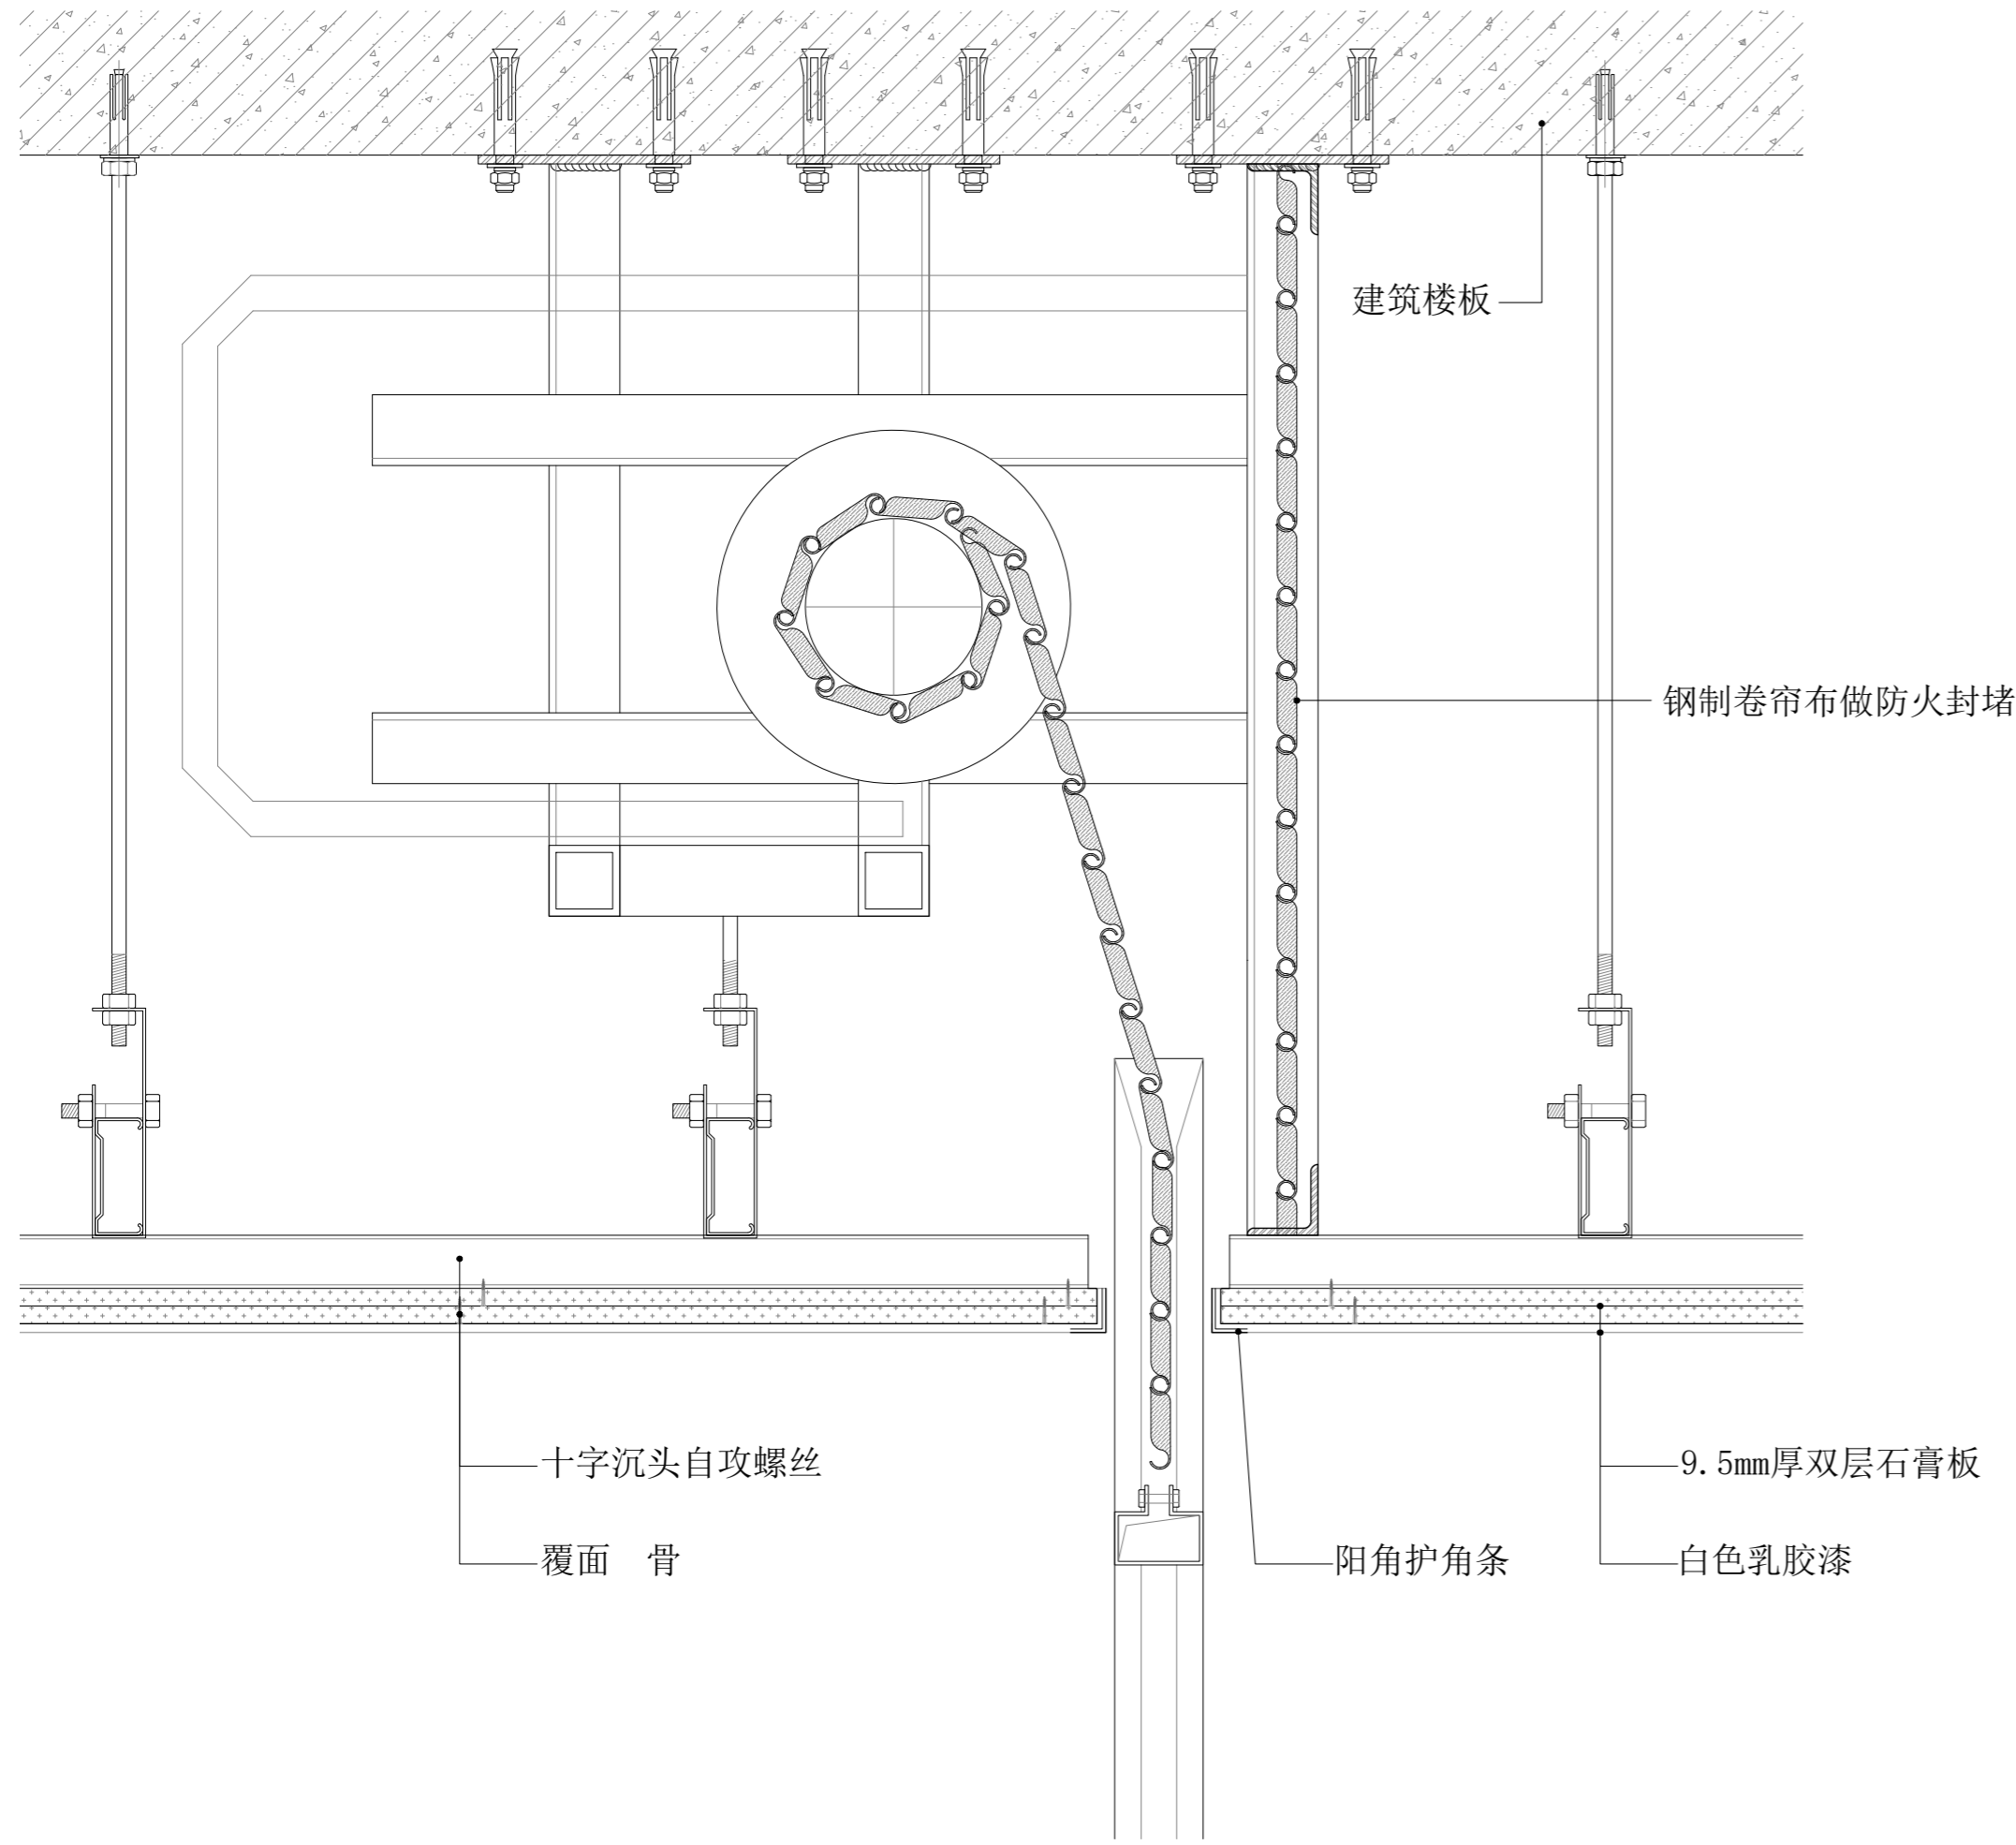 建筑楼板
钢制卷帘布做防火封堵
十字沉头自攻螺丝
9.5mm厚双层石膏板
覆面 骨
阳角护角条
白色乳胶漆